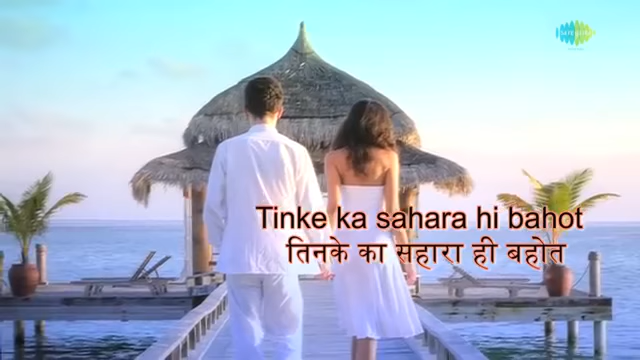 Tinke ka sahara hi bahot
तिनके का सहारा ही बहोत